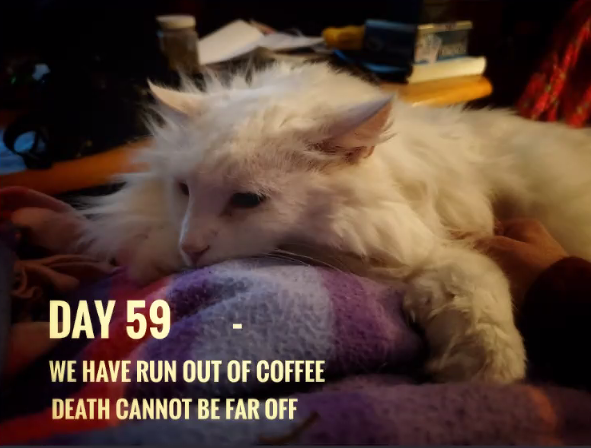 DAY 59 -
WE HAVE RUN OUT OF COFFEE
DEATH CANNOT BE FAR OFF